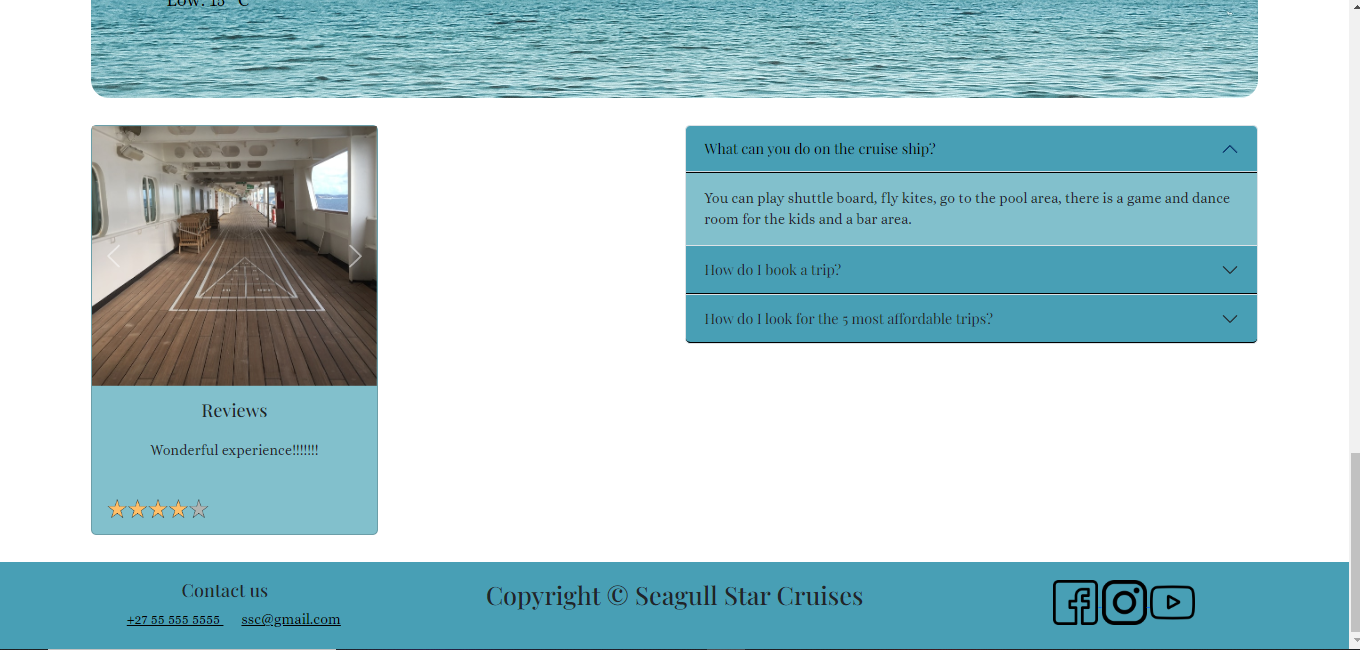 Low: 15 °C
What can you do on the cruise ship?
You can play shuttle board, fly kites, go to the pool area, there is a game and dance
room for the kids and a bar area.
How do I book a trip?
How do I look for the 5 most affordable trips?
Reviews
Wonderful experience!!!!!!!
Contact us
+27 55 555 5555 ssc@gmail.com
Copyright © Seagull Star Cruises